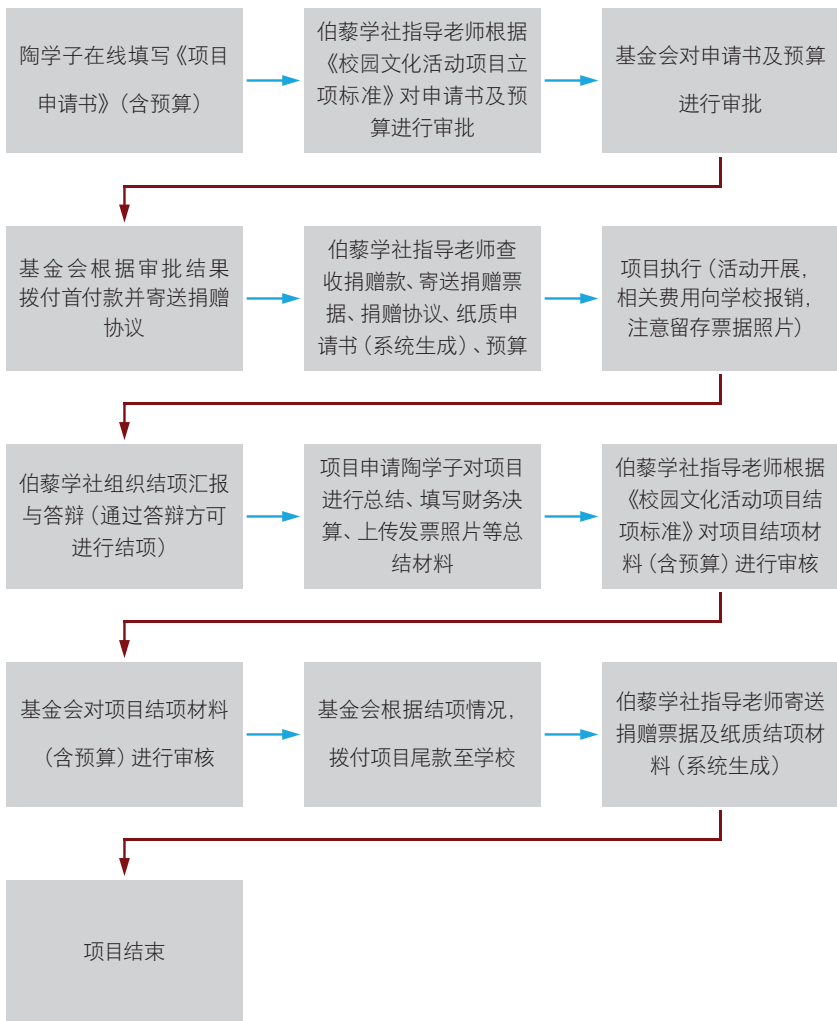 陶学子在线填写《项目
申请书》（含预算）
伯藜学社指导老师根据
《校园文化活动项目立
项标准》对申请书及预
算进行审批
基金会对申请书及预算
进行审批
基金会根据审批结果
拨付首付款并寄送捐赠
协议
伯藜学社指导老师查
收捐赠款、寄送捐赠票
据、捐赠协议、纸质申
请书（系统生成）、预算
项目执行（活动开展，
相关费用向学校报销，
注意留存票据照片）
伯藜学社组织结项汇报
与答辩（通过答辩方可
进行结项）
项目申请陶学子对项目
进行总结、填写财务决
算、上传发票照片等总
结材料
伯藜学社指导老师根据
《校园文化活动项目结
项标准》对项目结项材
料（含预算）进行审核
基金会对项目结项材料
（含预算）进行审核
基金会根据结项情况，
拨付项目尾款至学校
伯藜学社指导老师寄送
捐赠票据及纸质结项材
料（系统生成）
项目结束